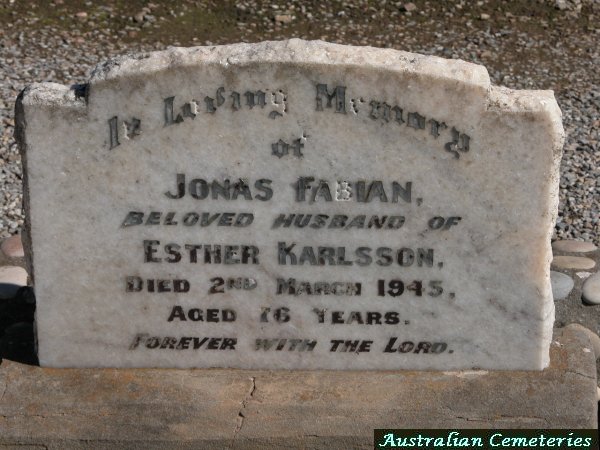 In Loving Memory
of
JONAS FABIAN,
BELOVED HUSBAND OF
ESTHER KARLSSON,
DIED 2ND MARCH 1945,
AGED 76 YEARS.
FOREVER WITH THE LORD.
Australian Cemeteries